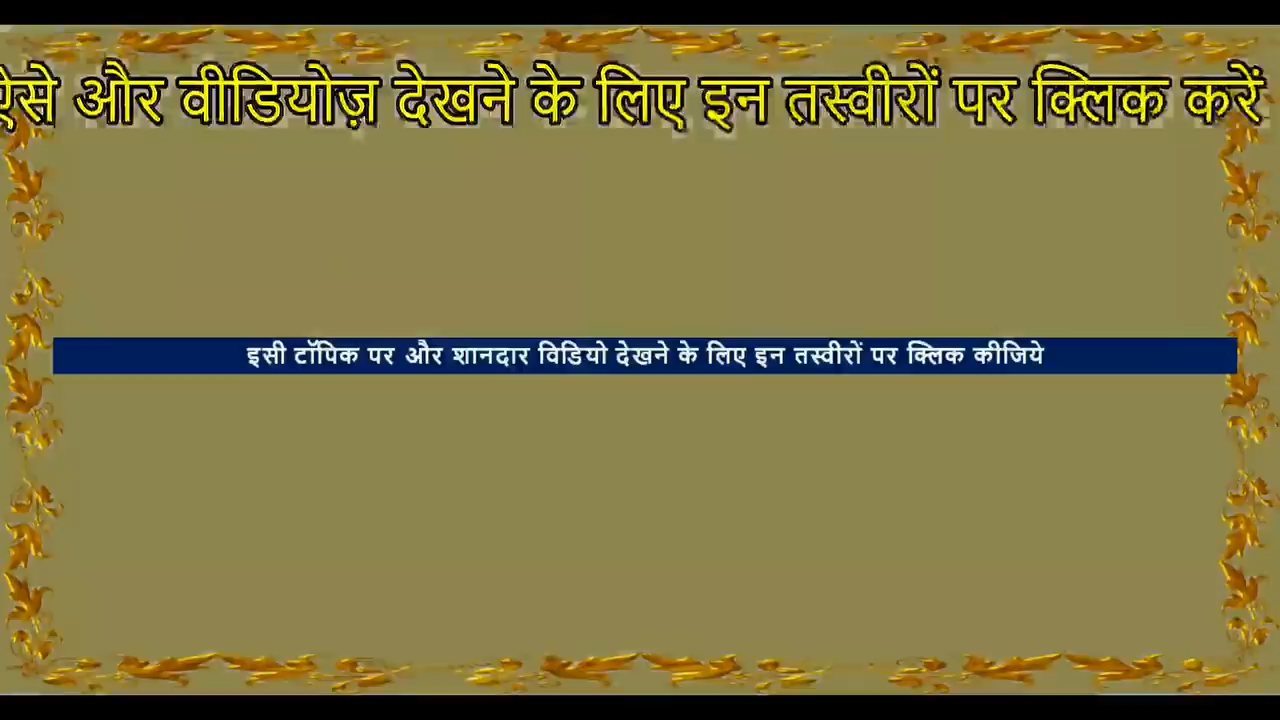 ऐसे और वीडियोज़ देखने के लिए इन तस्वीरों पर क्लिक करें
इसी टॉपिक पर और शानदार विडियो देखने के लिए इन तस्वीरों पर क्लिक कीजिये